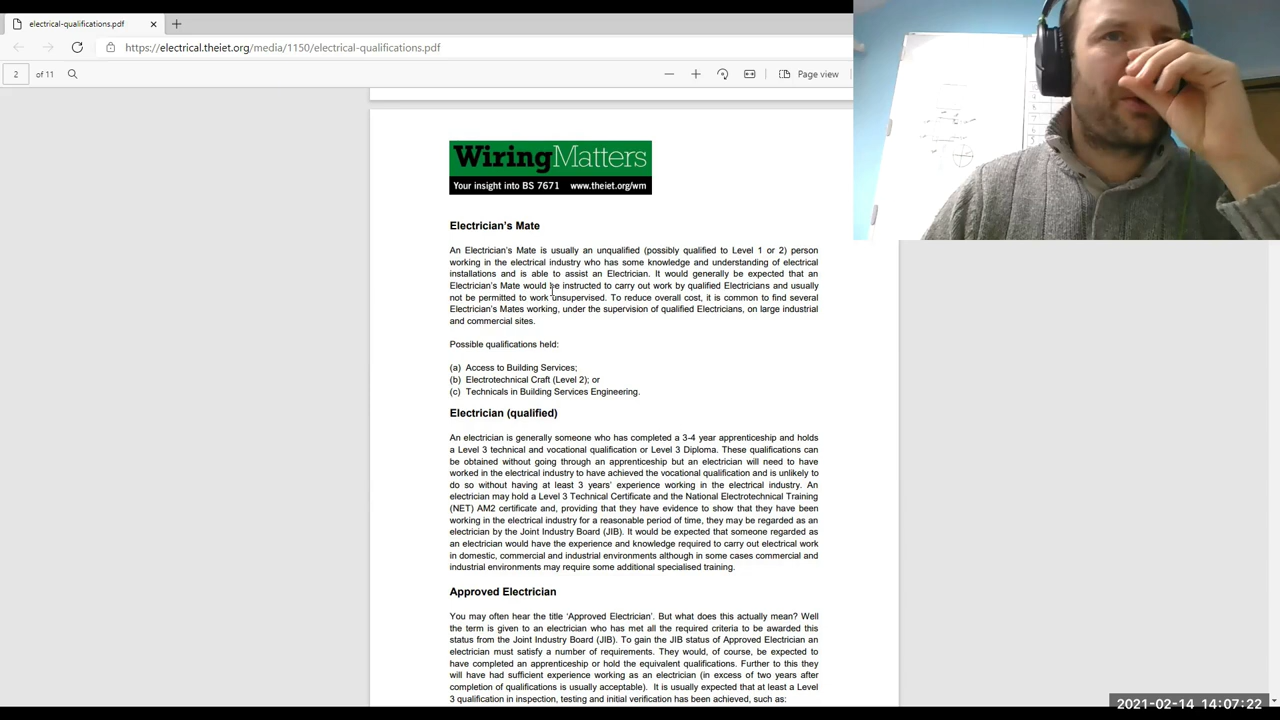 electrical-qualifications.pdf
https://electrical.theiet.org/media/1150/electrical-qualifications.pdf
2 of 11
Page view
WiringMatters
Your insight into BS 7671 www.theiet.org/wm
Electrician's Mate
An Electrician's Mate is usually an unqualified (possibly qualified to Level 1 or 2) person
working in the electrical industry who has some knowledge and understanding of electrical
installations and is able to assist an Electrician. It would generally be expected that an
Electrician's Mate would be instructed to carry out work by qualified Electricians and usually
not be permitted to work unsupervised. To reduce overall cost, it is common to find several
Electrician's Mates working, under the supervision of qualified Electricians, on large industrial
and commercial sites.
Possible qualifications held:
(a) Access to Building Services;
(b) Electrotechnical Craft (Level 2); or
(c) Technicals in Building Services Engineering.
Electrician (qualified)
An electrician is generally someone who has completed a 3-4 year apprenticeship and holds
a Level 3 technical and vocational qualification or Level 3 Diploma. These qualifications can
be obtained without going through an apprenticeship but an electrician will need to have
worked in the electrical industry to have achieved the vocational qualification and is unlikely to
do so without having at least 3 years' experience working in the electrical industry. An
electrician may hold a Level 3 Technical Certificate and the National Electrotechnical Training
(NET) AM2 certificate and, providing that they have evidence to show that they have been
working in the electrical industry for a reasonable period of time, they may be regarded as an
electrician by the Joint Industry Board (JIB). It would be expected that someone regarded as
an electrician would have the experience and knowledge required to carry out electrical work
in domestic, commercial and industrial environments although in some cases commercial and
industrial environments may require some additional specialised training.
Approved Electrician
You may often hear the title 'Approved Electrician'. But what does this actually mean? Well
the term is given to an electrician who has met all the required criteria to be awarded this
status from the Joint Industry Board (JIB). To gain the JIB status of Approved Electrician an
electrician must satisfy a number of requirements. They would, of course, be expected to
have completed an apprenticeship or hold the equivalent qualifications. Further to this they
will have had sufficient experience working as an electrician (in excess of two years after
completion of qualifications is usually acceptable). It is usually expected that at least a Level
3 qualification in inspection, testing and initial verification has been achieved, such as:
2021-02-14 14:07:22